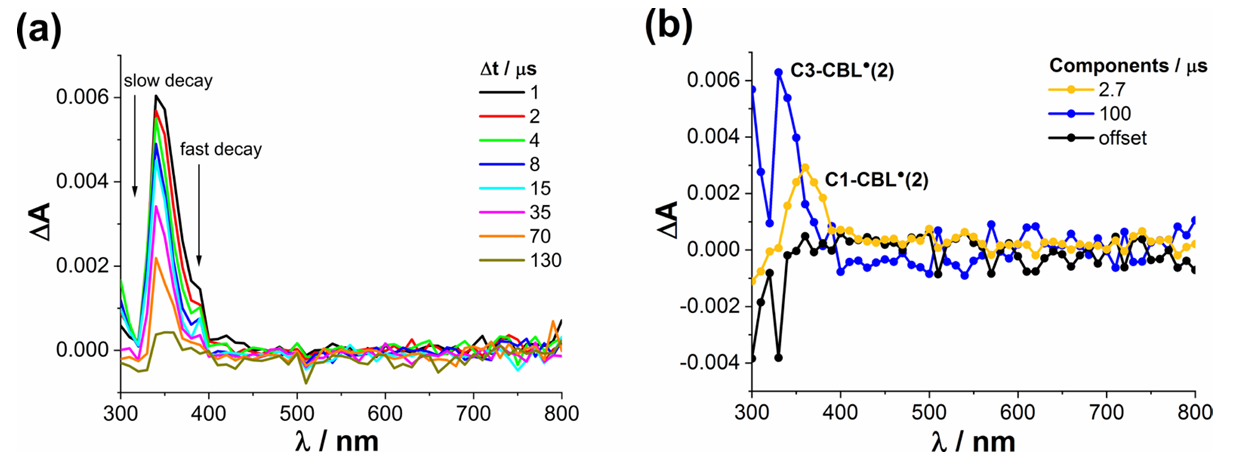 (a)
slow decay
fast decay
Δt / μs
1
2
4
8
15
35
70
130
0.006
0.004
0.002
0.000
ΔA
300 400 500 600 700 800
λ / nm
(b)
C3-CBL•(2)
C1-CBL•(2)
Components / μs
2.7
100
offset
0.006
0.004
0.002
0.000
-0.002
-0.004
ΔA
300 400 500 600 700 800
λ / nm